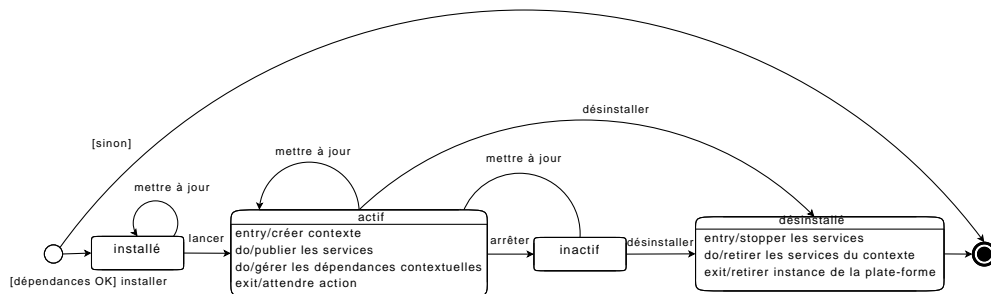 désinstaller
[sinon]
mettre à jour
mettre à jour
mettre à jour
actif
entry/créer contexte
do/publier les services
do/gérer les dépendances contextuelles
exit/attendre action
installé
lancer
arrêter
inactif
désinstaller
désinstallé
entry/stopper les services
do/retirer les services du contexte
exit/retirer instance de la plate-forme
[dépendances OK] installer